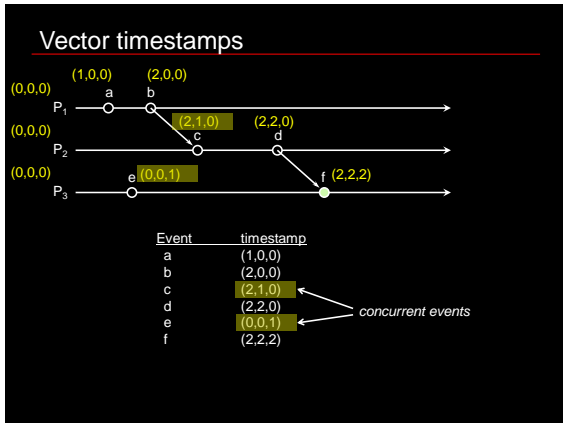 Vector timestamps
(1,0,0) (2,0,0)
(0,0,0) a b
P1
(0,0,0) (2,1,0) (2,2,0)
c d
P2
(0,0,0) e (0,0,1) f (2,2,2)
P3
Event timestamp
a (1,0,0)
b (2,0,0)
c (2,1,0)
d (2,2,0)
concurrent events
e (0,0,1)
f (2,2,2)